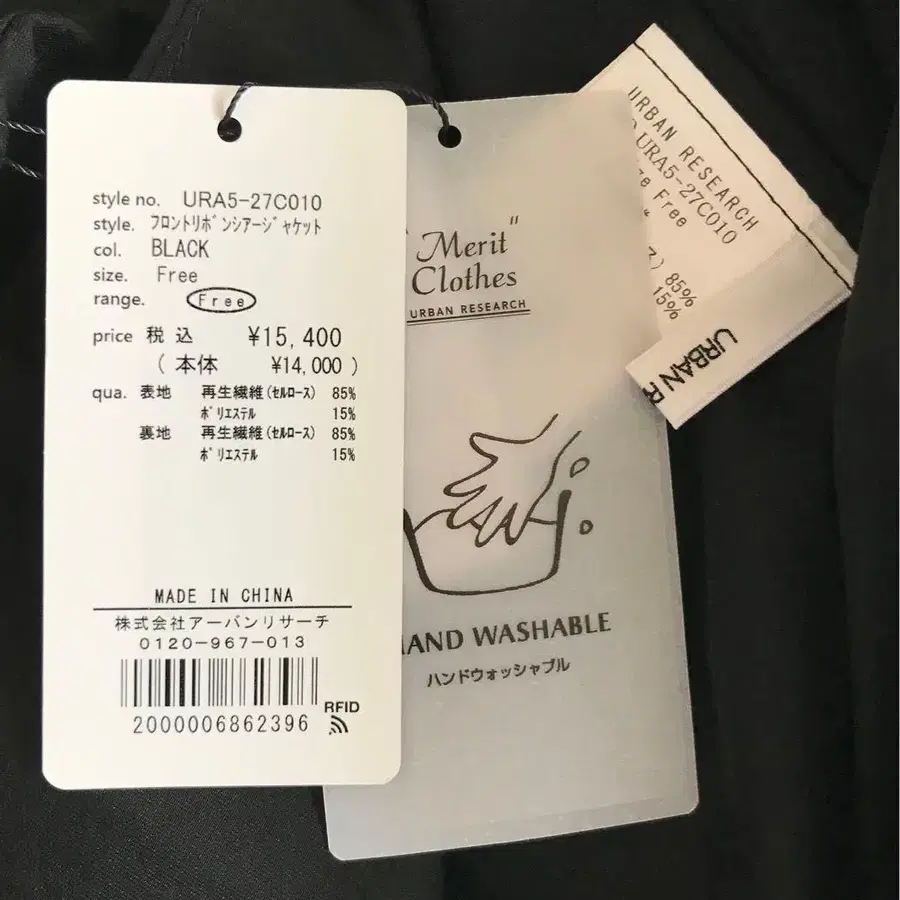 style no. URA5-27C010
style. フロントリボンシアージャケット
col. BLACK
size. Free
range. Free
price 税込 ¥15,400
( 本体 ¥14,000 )
qua. 表地 再生繊維(セルロース) 85%
ポリエステル 15%
裏地 再生繊維(セルロース) 85%
ポリエステル 15%
MADE IN CHINA
株式会社アーバンリサーチ
0120-967-013
RFID
2000006862396
"Merit"
Clothes
URBAN RESEARCH
HAND WASHABLE
ハンドウォッシャブル
URBAN RESEARCH
URA5-27C010
Free
85%
15%
URBAN R